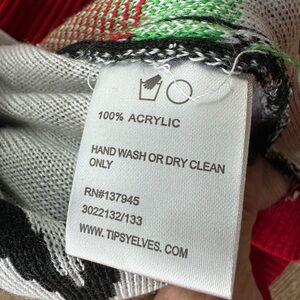 100% ACRYLIC
HAND WASH OR DRY CLEAN
ONLY
RN#137945
3022132/133
WWW. TIPSYELVES. COM